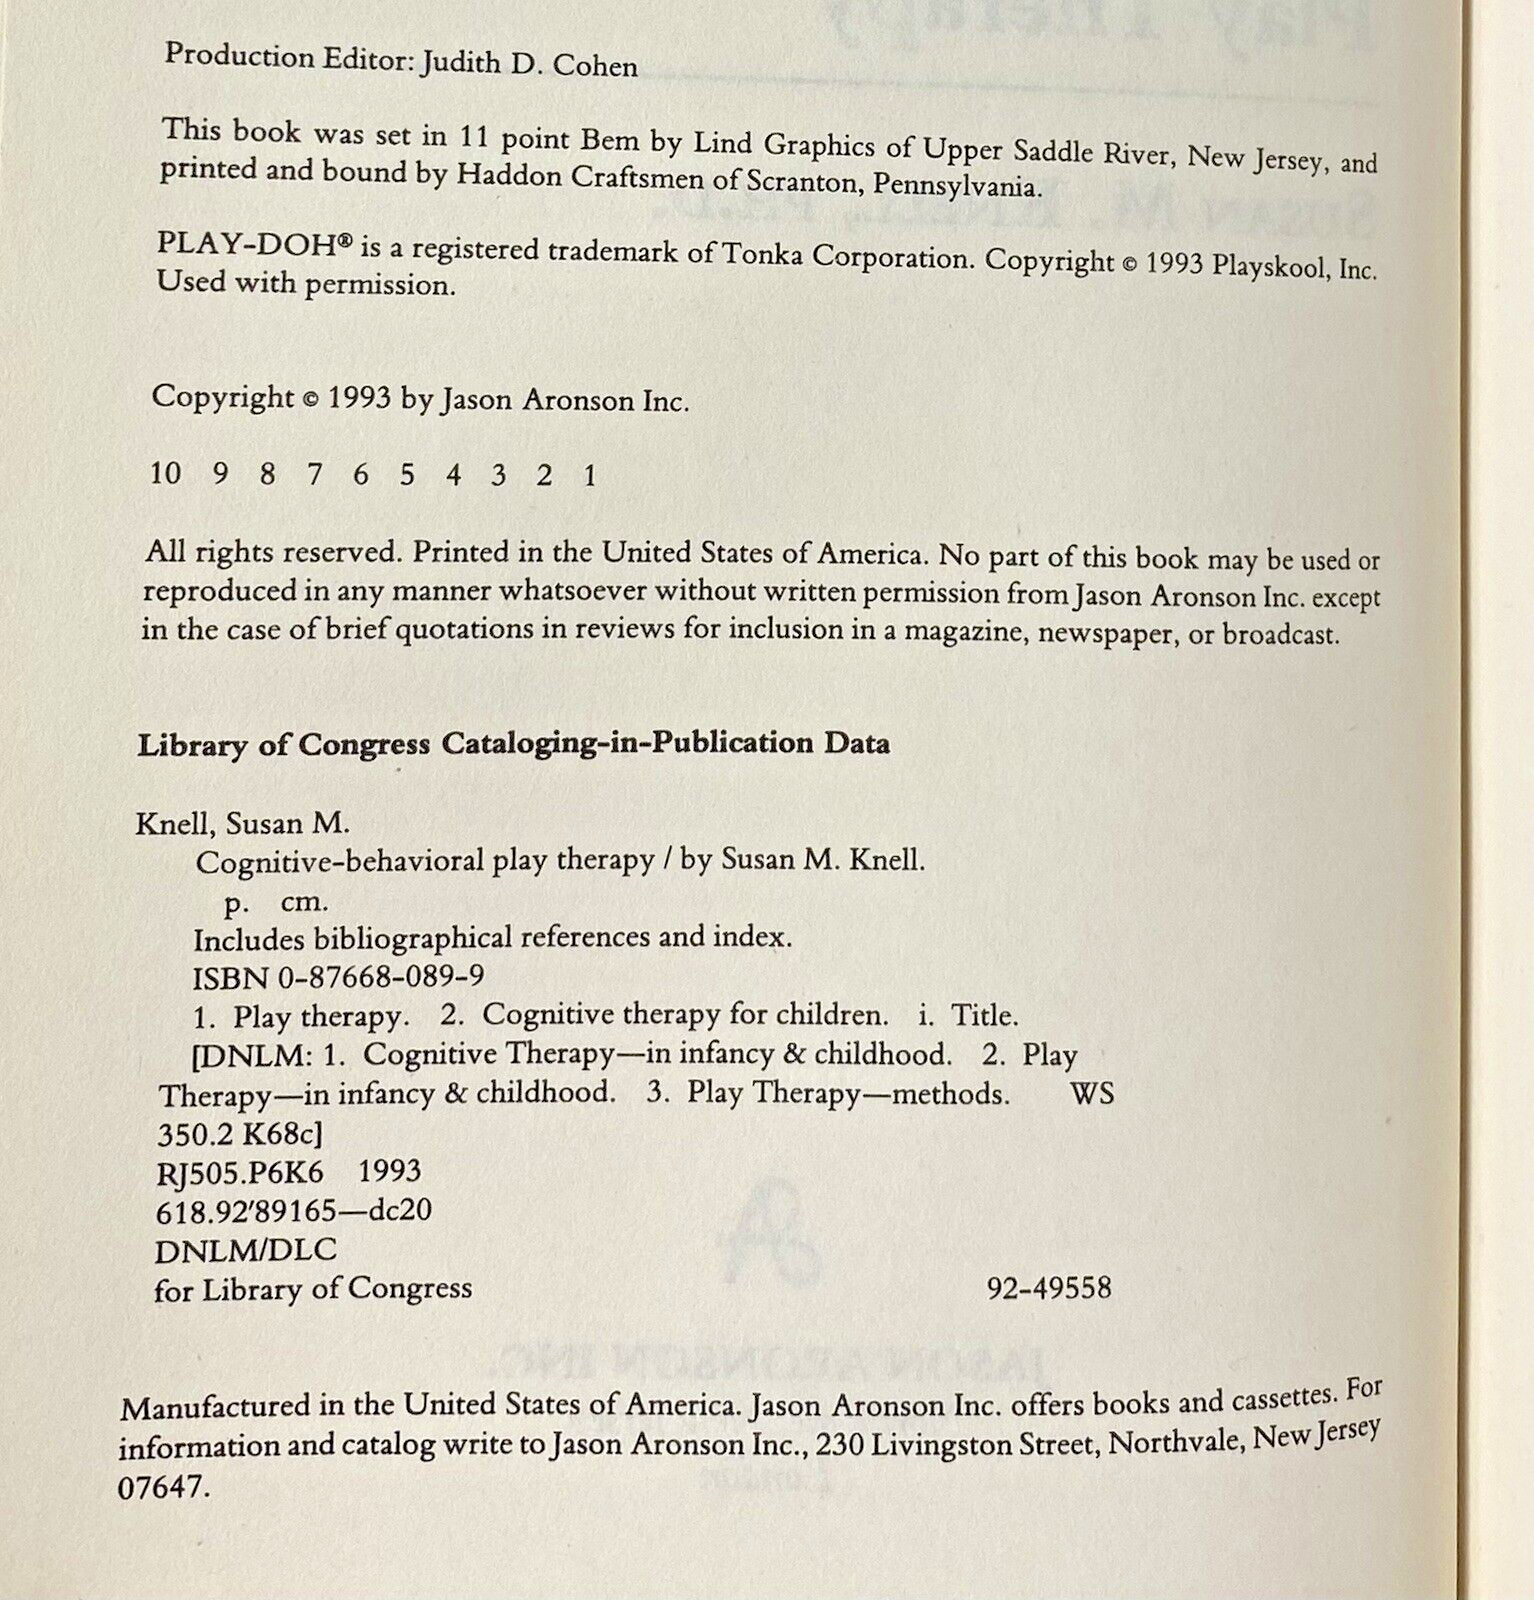 Production Editor: Judith D. Cohen
This book was set in 11 point Bem by Lind Graphics of Upper Saddle River, New Jersey, and
printed and bound by Haddon Craftsmen of Scranton, Pennsylvania.
PLAY-DOH® is a registered trademark of Tonka Corporation. Copyright © 1993 Playskool, Inc.
Used with permission.
Copyright © 1993 by Jason Aronson Inc.
10 9 8 7 6 5 4 3 2 1
All rights reserved. Printed in the United States of America. No part of this book may be used or
reproduced in any manner whatsoever without written permission from Jason Aronson Inc. except
in the case of brief quotations in reviews for inclusion in a magazine, newspaper, or broadcast.
Library of Congress Cataloging-in-Publication Data
Knell, Susan M.
Cognitive-behavioral play therapy / by Susan M. Knell.
p. cm.
Includes bibliographical references and index.
ISBN 0-87668-089-9
1. Play therapy. 2. Cognitive therapy for children. i. Title.
[DNLM: 1. Cognitive Therapy—in infancy & childhood. 2. Play
Therapy—in infancy & childhood. 3. Play Therapy—methods. WS
350.2 K68c]
RJ505.P6K6 1993
618.92'89165—dc20
DNLM/DLC
for Library of Congress 92-49558
Manufactured in the United States of America. Jason Aronson Inc. offers books and cassettes. For
information and catalog write to Jason Aronson Inc., 230 Livingston Street, Northvale, New Jersey
07647.